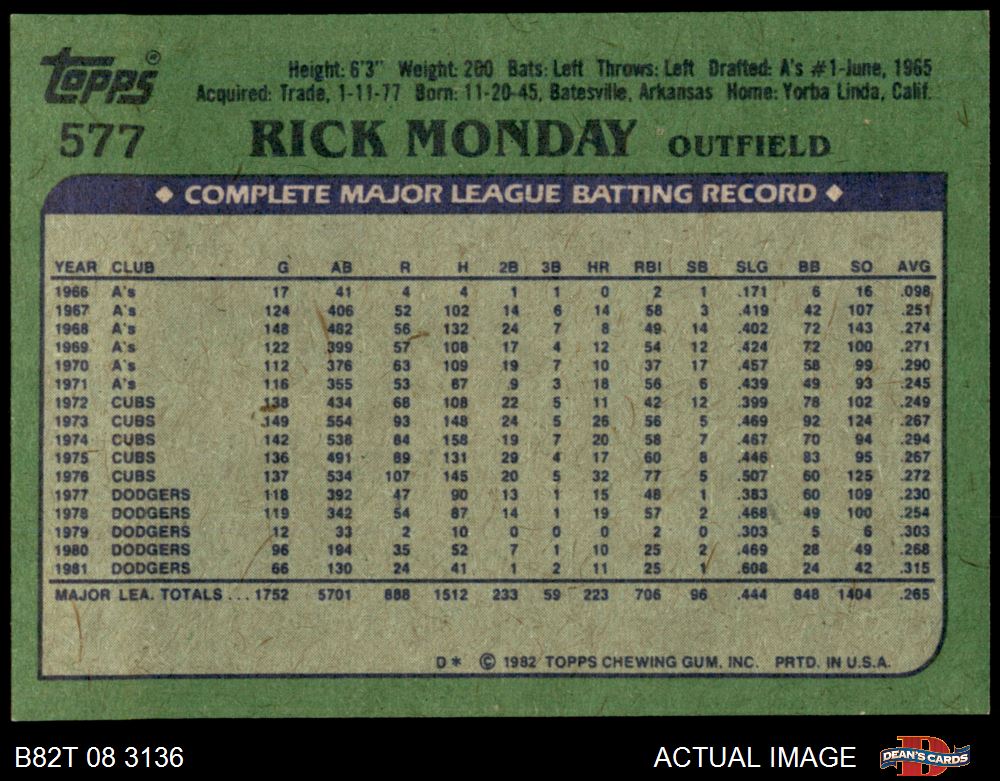 topps®
Height: 6'3" Weight: 200 Bats: Left Throws: Left Drafted: A's #1-June, 1965
Acquired: Trade, 1-11-77 Born: 11-20-45, Batesville, Arkansas Home: Yorba Linda, Calif.
577 RICK MONDAY OUTFIELD
◆ COMPLETE MAJOR LEAGUE BATTING RECORD ◆
YEAR CLUB G AB R H 2B 3B HR RBI SB SLG BB SO AVG
1966 A's 17 41 4 4 1 1 0 2 1 .171 6 16 .098
1967 A's 124 406 52 102 14 6 14 58 3 .419 42 107 .251
1968 A's 148 482 56 132 24 7 8 49 14 .402 72 143 .274
1969 A's 122 399 57 108 17 4 12 54 12 .424 72 100 .271
1970 A's 112 376 63 109 19 7 10 37 17 .457 58 99 .290
1971 A's 116 355 53 87 9 3 18 56 6 .439 49 93 .245
1972 CUBS 138 434 68 108 22 5 11 42 12 .399 78 102 .249
1973 CUBS 149 554 93 148 24 5 26 56 5 .469 92 124 .267
1974 CUBS 142 538 84 158 19 7 20 58 7 .467 70 94 .294
1975 CUBS 136 491 89 131 29 4 17 60 8 .446 83 95 .267
1976 CUBS 137 534 107 145 20 5 32 77 5 .507 60 125 .272
1977 DODGERS 118 392 47 90 13 1 15 48 1 .383 60 109 .230
1978 DODGERS 119 342 54 87 14 1 19 57 2 .468 49 100 .254
1979 DODGERS 12 33 2 10 0 0 0 2 0 .303 5 6 .303
1980 DODGERS 96 194 35 52 7 1 10 25 2 .469 28 49 .268
1981 DODGERS 66 130 24 41 1 2 11 25 1 .608 24 42 .315
MAJOR LEA. TOTALS ... 1752 5701 888 1512 233 59 223 706 96 .444 848 1404 .265
D* © 1982 TOPPS CHEWING GUM, INC. PRTD. IN U.S.A.
B82T 08 3136 ACTUAL IMAGE DEAN'S CARDS